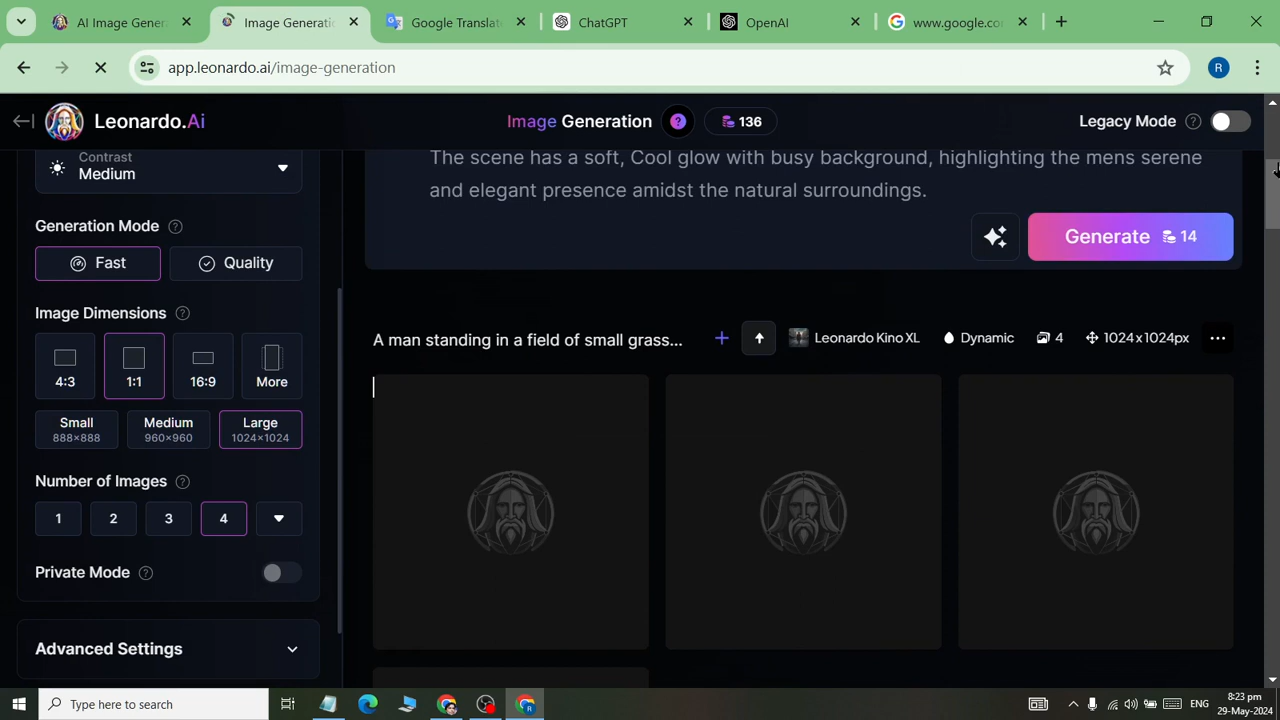 AI Image Gener
Image Generati
Google Translat
ChatGPT
OpenAI
www.google.co
app.leonardo.ai/image-generation
R
Leonardo.Ai
Image Generation
?
136
Legacy Mode
?
Contrast
Medium
The scene has a soft, Cool glow with busy background, highlighting the mens serene
and elegant presence amidst the natural surroundings.
Generate 14
Generation Mode ?
Fast
Quality
Image Dimensions ?
4:3
1:1
16:9
More
Small
888×888
Medium
960×960
Large
1024×1024
Number of Images ?
1
2
3
4
Private Mode ?
Advanced Settings
A man standing in a field of small grass...
Leonardo Kino XL
Dynamic
4
1024x1024px
Type here to search
R
ENG
8:23 pm
29-May-2024